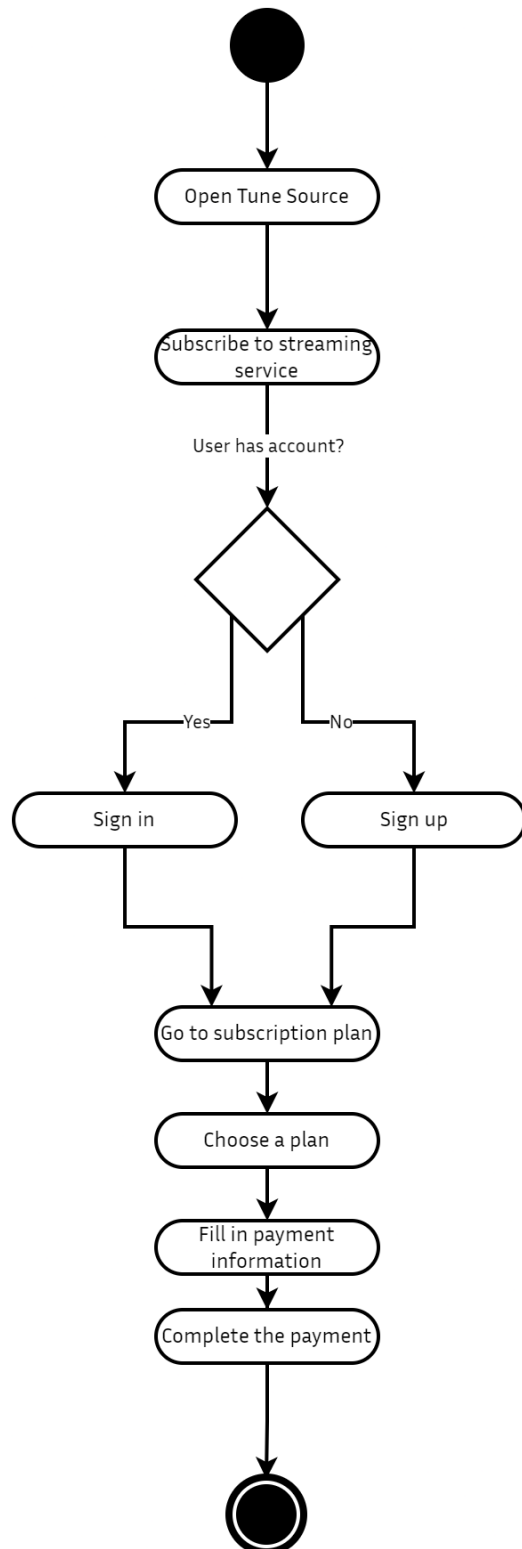 Open Tune Source
Subscribe to streaming
service
User has account?
Yes
No
Sign in
Sign up
Go to subscription plan
Choose a plan
Fill in payment
information
Complete the payment